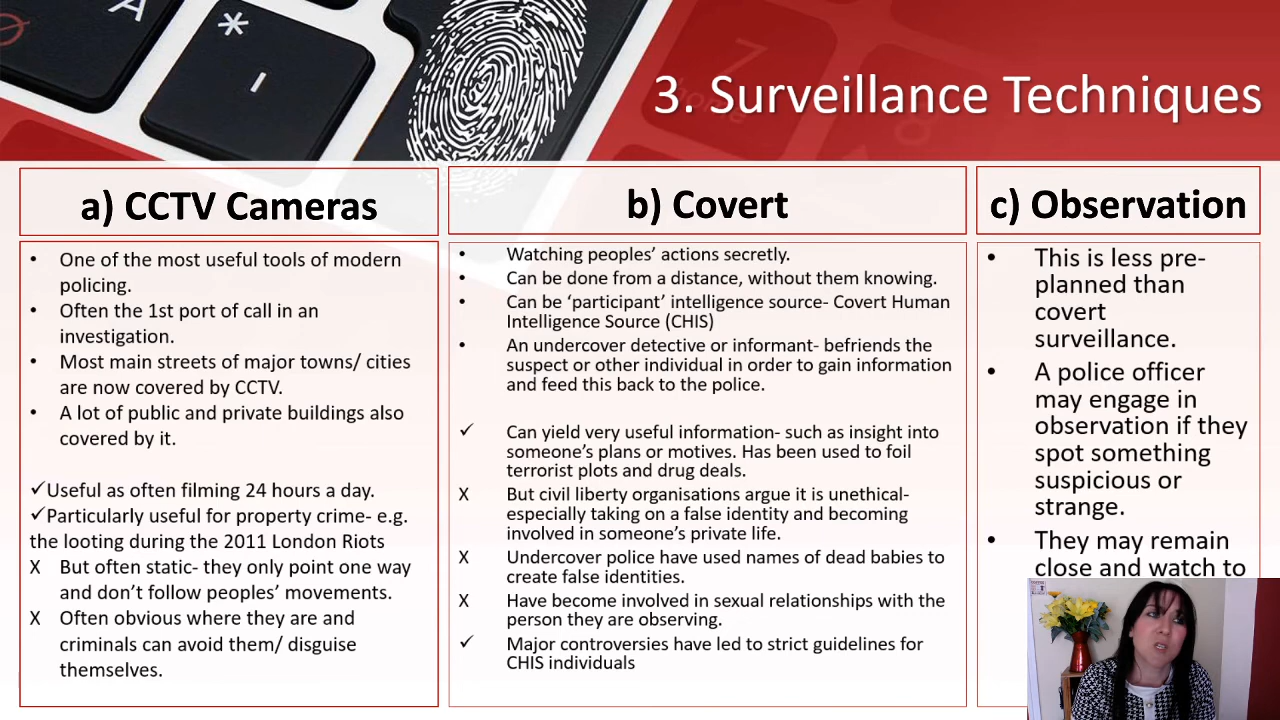 3. Surveillance Techniques
a) CCTV Cameras
• One of the most useful tools of modern
policing.
• Often the 1st port of call in an
investigation.
• Most main streets of major towns/ cities
are now covered by CCTV.
• A lot of public and private buildings also
covered by it.
✓Useful as often filming 24 hours a day.
✓Particularly useful for property crime- e.g.
the looting during the 2011 London Riots
X But often static- they only point one way
and don’t follow peoples’ movements.
X Often obvious where they are and
criminals can avoid them/ disguise
themselves.
b) Covert
• Watching peoples’ actions secretly.
• Can be done from a distance, without them knowing.
• Can be ‘participant’ intelligence source- Covert Human
Intelligence Source (CHIS)
• An undercover detective or informant- befriends the
suspect or other individual in order to gain information
and feed this back to the police.
✓ Can yield very useful information- such as insight into
someone’s plans or motives. Has been used to foil
terrorist plots and drug deals.
X But civil liberty organisations argue it is unethical-
especially taking on a false identity and becoming
involved in someone’s private life.
X Undercover police have used names of dead babies to
create false identities.
X Have become involved in sexual relationships with the
person they are observing.
✓ Major controversies have led to strict guidelines for
CHIS individuals
c) Observation
• This is less pre-
planned than
covert
surveillance.
• A police officer
may engage in
observation if they
spot something
suspicious or
strange.
• They may remain
close and watch to